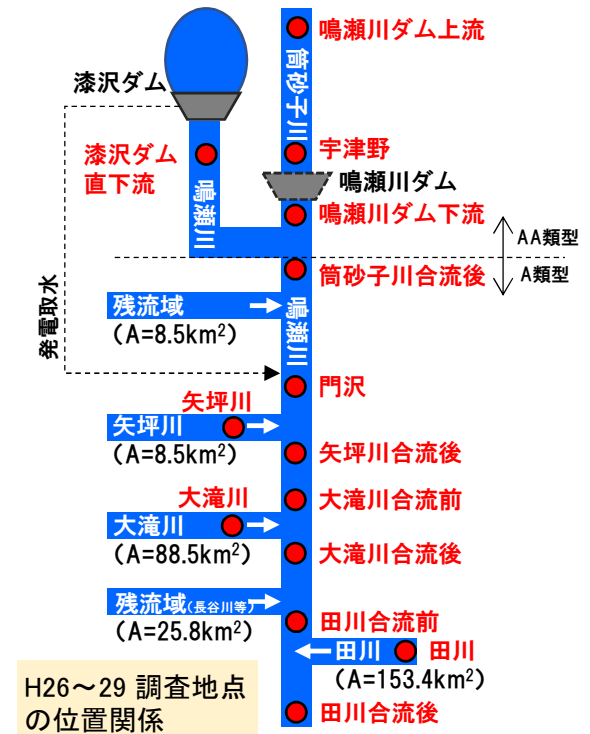 鳴瀬川ダム上流
筒砂子川
漆沢ダム
宇津野
漆沢ダム
直下流
鳴瀬川ダム
鳴瀬川
鳴瀬川ダム下流
AA類型
A類型
筒砂子川合流後
残流域
(A=8.5km²)
鳴瀬川
発電取水
門沢
矢坪川
矢坪川
(A=8.5km²)
矢坪川合流後
大滝川
大滝川合流前
大滝川
(A=88.5km²)
大滝川合流後
残流域(長谷川等)
(A=25.8km²)
田川合流前
田川
田川
(A=153.4km²)
H26～29 調査地点
の位置関係
田川合流後